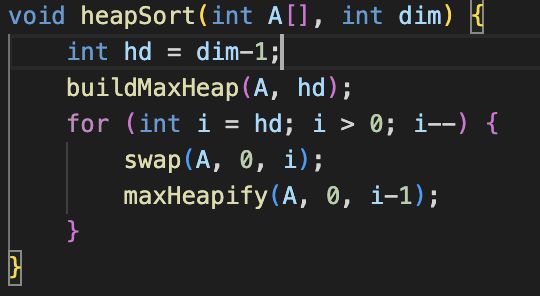 void heapSort(int A[], int dim) {
    int hd = dim-1;
    buildMaxHeap(A, hd);
    for (int i = hd; i > 0; i--) {
        swap(A, 0, i);
        maxHeapify(A, 0, i-1);
    }
}